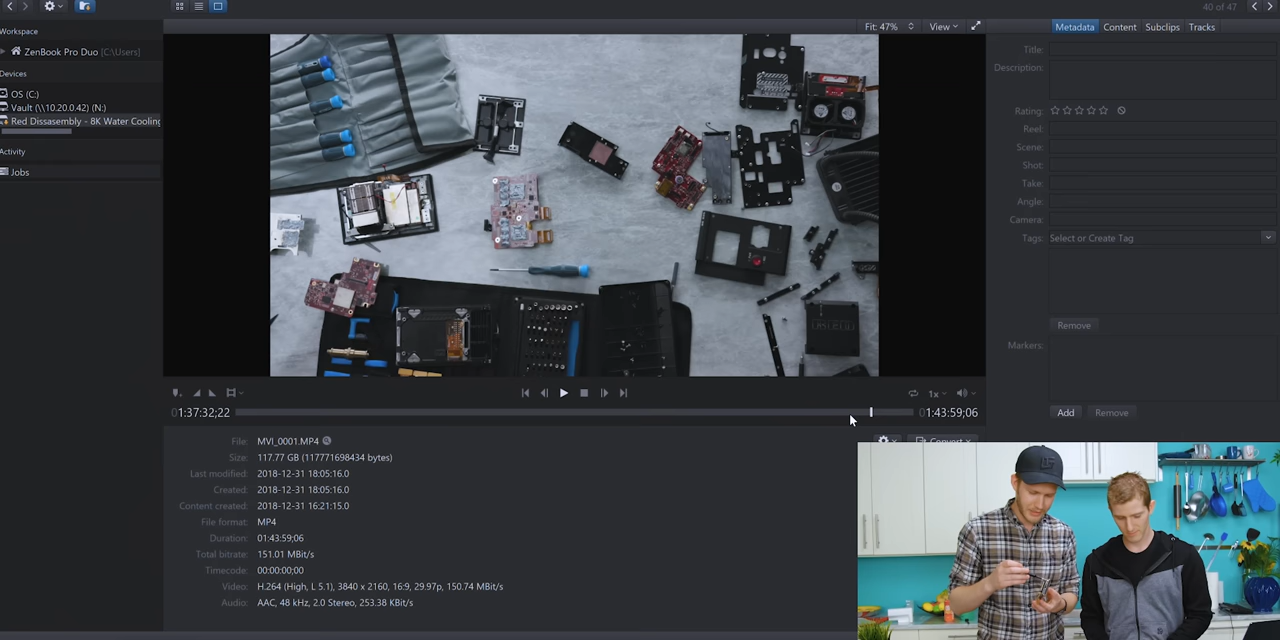 40 of 47
Workspace
ZenBook Pro Duo [C:\Users]
Devices
OS (C:)
Vault (\\10.20.0.42) (N:)
Red Dissasembly - 8K Water Cooling
Activity
Jobs
Fit: 47%
View
Metadata
Content
Subclips
Tracks
Title:
Description:
Rating:
Reel:
Scene:
Shot:
Take:
Angle:
Camera:
Tags:
Select or Create Tag
Remove
Markers:
Add
Remove
1x
01:37:32;22
01:43:59;06
Convert
File: MVI_0001.MP4
Size: 117.77 GB (117771698434 bytes)
Last modified: 2018-12-31 18:05:16.0
Created: 2018-12-31 18:05:16.0
Content created: 2018-12-31 16:21:15.0
File format: MP4
Duration: 01:43:59;06
Total bitrate: 151.01 MBit/s
Timecode: 00:00:00;00
Video: H.264 (High, L 5.1), 3840 x 2160, 16:9, 29.97p, 150.74 MBit/s
Audio: AAC, 48 kHz, 2.0 Stereo, 253.38 KBit/s